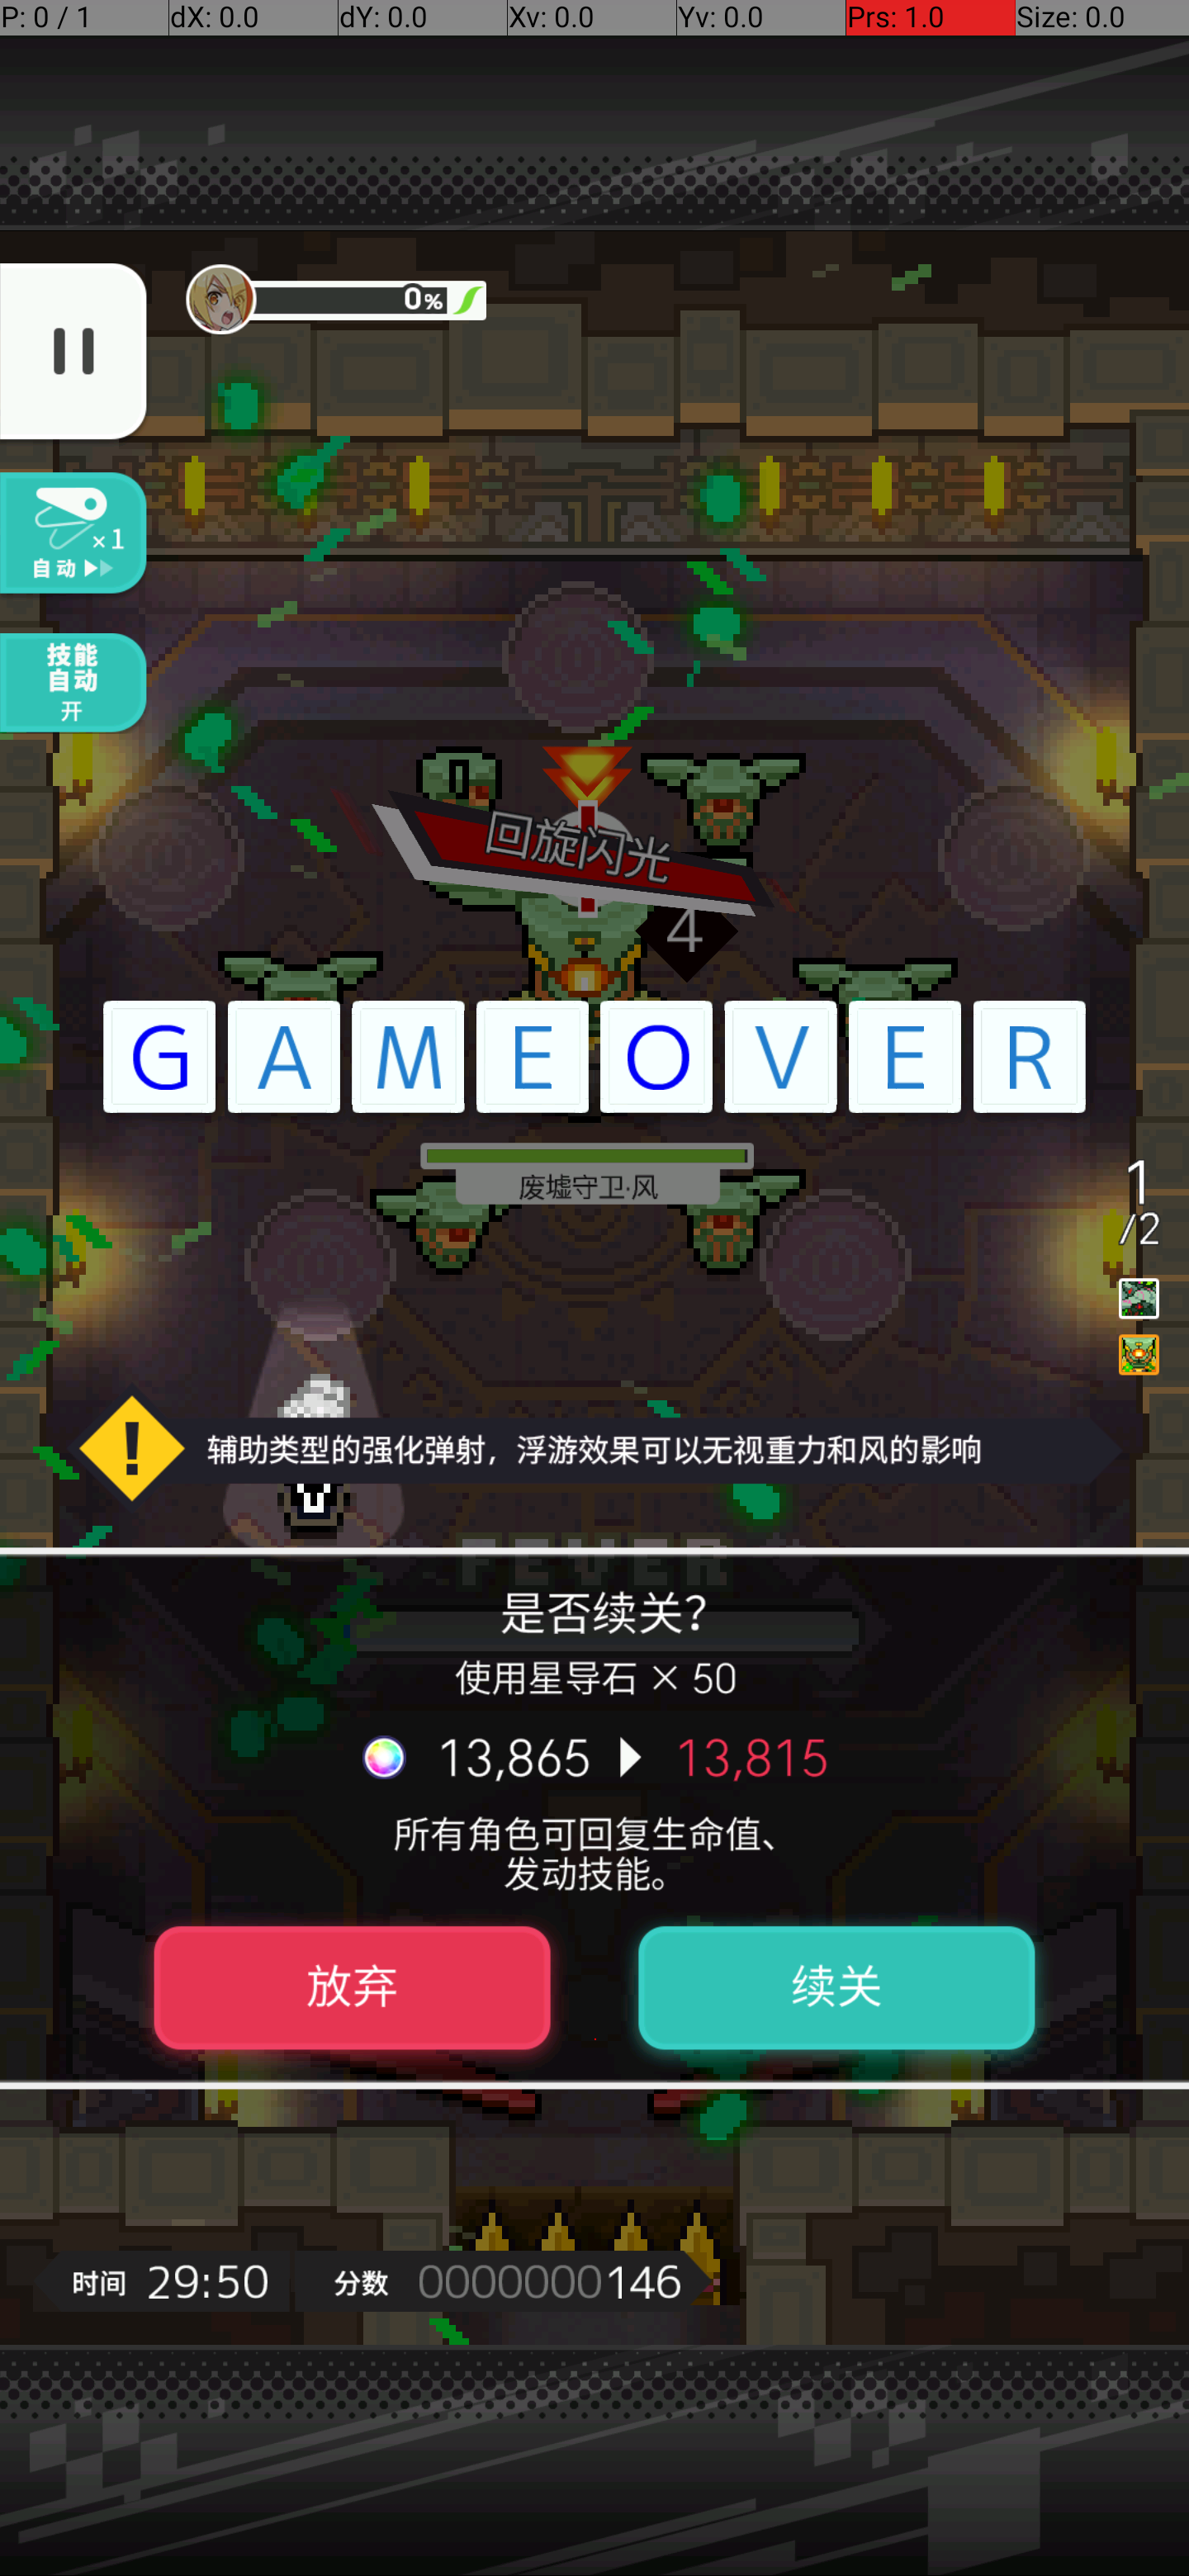 P: 0 / 1 dX: 0.0 dY: 0.0 Xv: 0.0 Yv: 0.0 Prs: 1.0 Size: 0.0
0%
×1
自动
技能
自动
开
回旋闪光
4
GAME OVER
废墟守卫·风
1
/2
辅助类型的强化弹射，浮游效果可以无视重力和风的影响
FEVER
是否续关？
使用星导石 × 50
13,865 ▶ 13,815
所有角色可回复生命值、
发动技能。
放弃 续关
时间 29:50 分数 0000000146